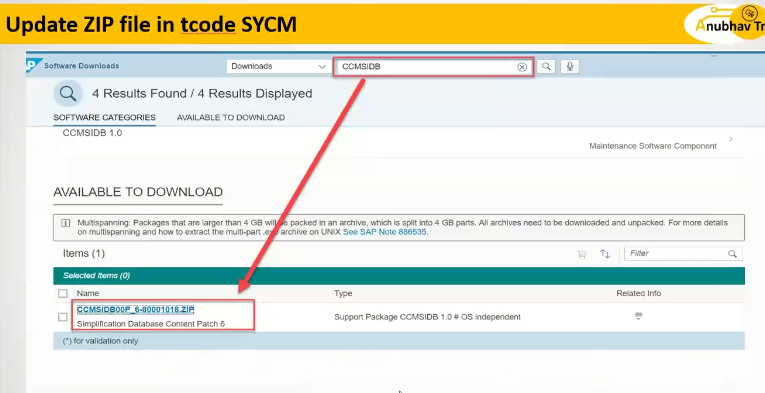 Update ZIP file in tcode SYCM
Anubhav Tr
Software Downloads
Downloads
CCMSIDB
4 Results Found / 4 Results Displayed
SOFTWARE CATEGORIES
AVAILABLE TO DOWNLOAD
CCMSIDB 1.0
Maintenance Software Component
AVAILABLE TO DOWNLOAD
Multispanning: Packages that are larger than 4 GB will be packed in an archive, which is split into 4 GB parts. All archives need to be downloaded and unpacked. For more details
on multispanning and how to extract the multi-part .exe archive on UNIX See SAP Note 886535.
Items (1)
Filter
Selected Items (0)
Name
Type
Related Info
CCMSIDB00P_6-80001018.ZIP
Simplification Database Content Patch 6
Support Package CCMSIDB 1.0 # OS independent
(*) for validation only